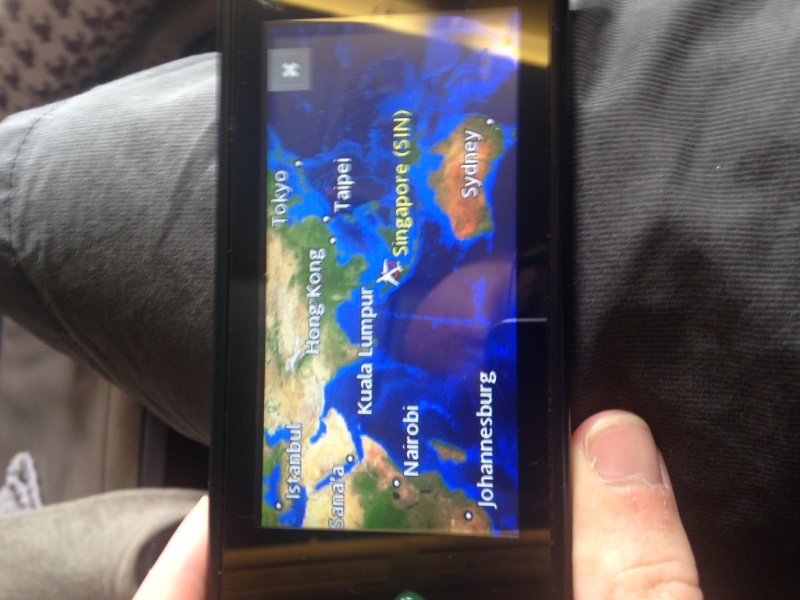 Tokyo
Taipei
Hong Kong
Istanbul
Sana'a
Singapore (SIN)
Kuala Lumpur
Nairobi
Sydney
Johannesburg